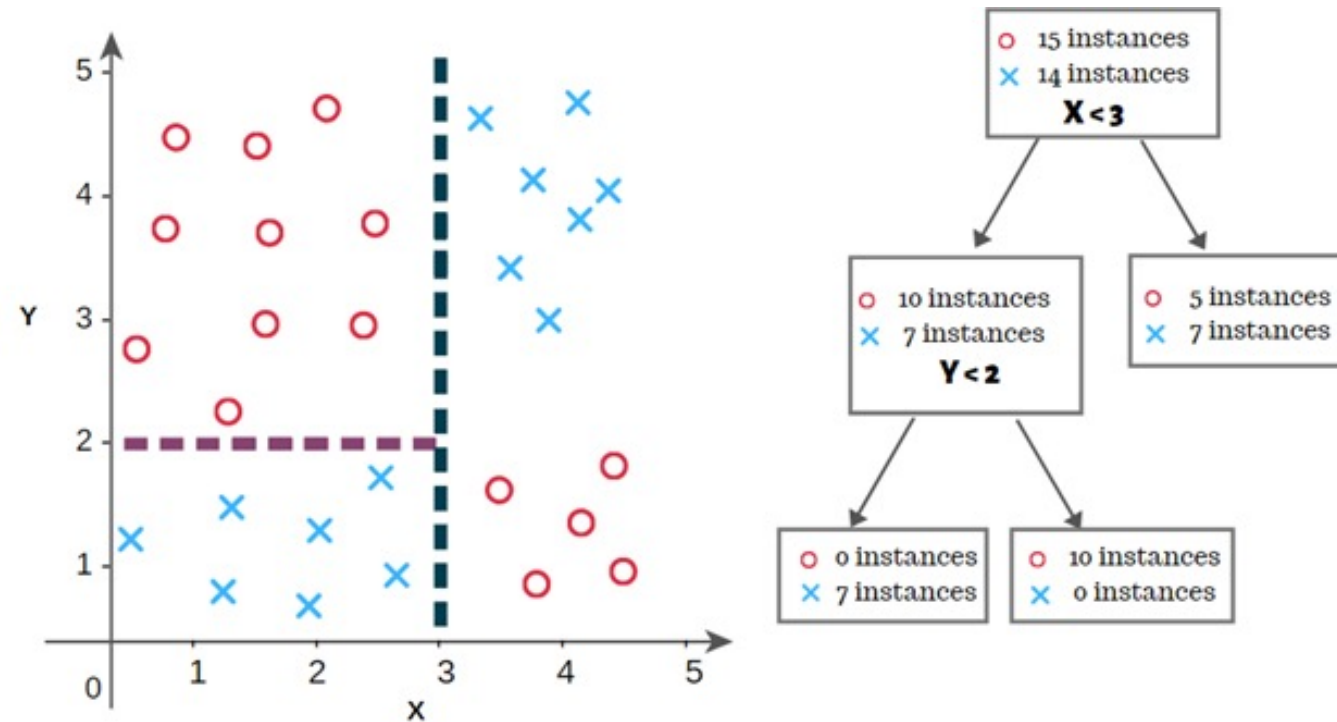 5
4
3
2
1
0
Y
1
2
3
4
5
X
15 instances
14 instances
X < 3
10 instances
7 instances
Y < 2
5 instances
7 instances
0 instances
7 instances
10 instances
0 instances